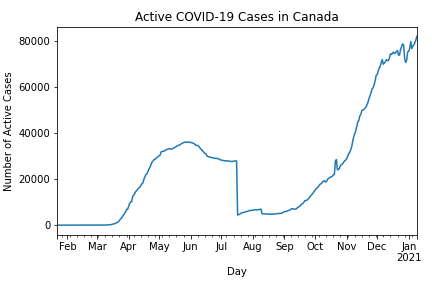 Active COVID-19 Cases in Canada
80000
60000
40000
20000
0
Number of Active Cases
Feb Mar Apr May Jun Jul Aug Sep Oct Nov Dec Jan
2021
Day